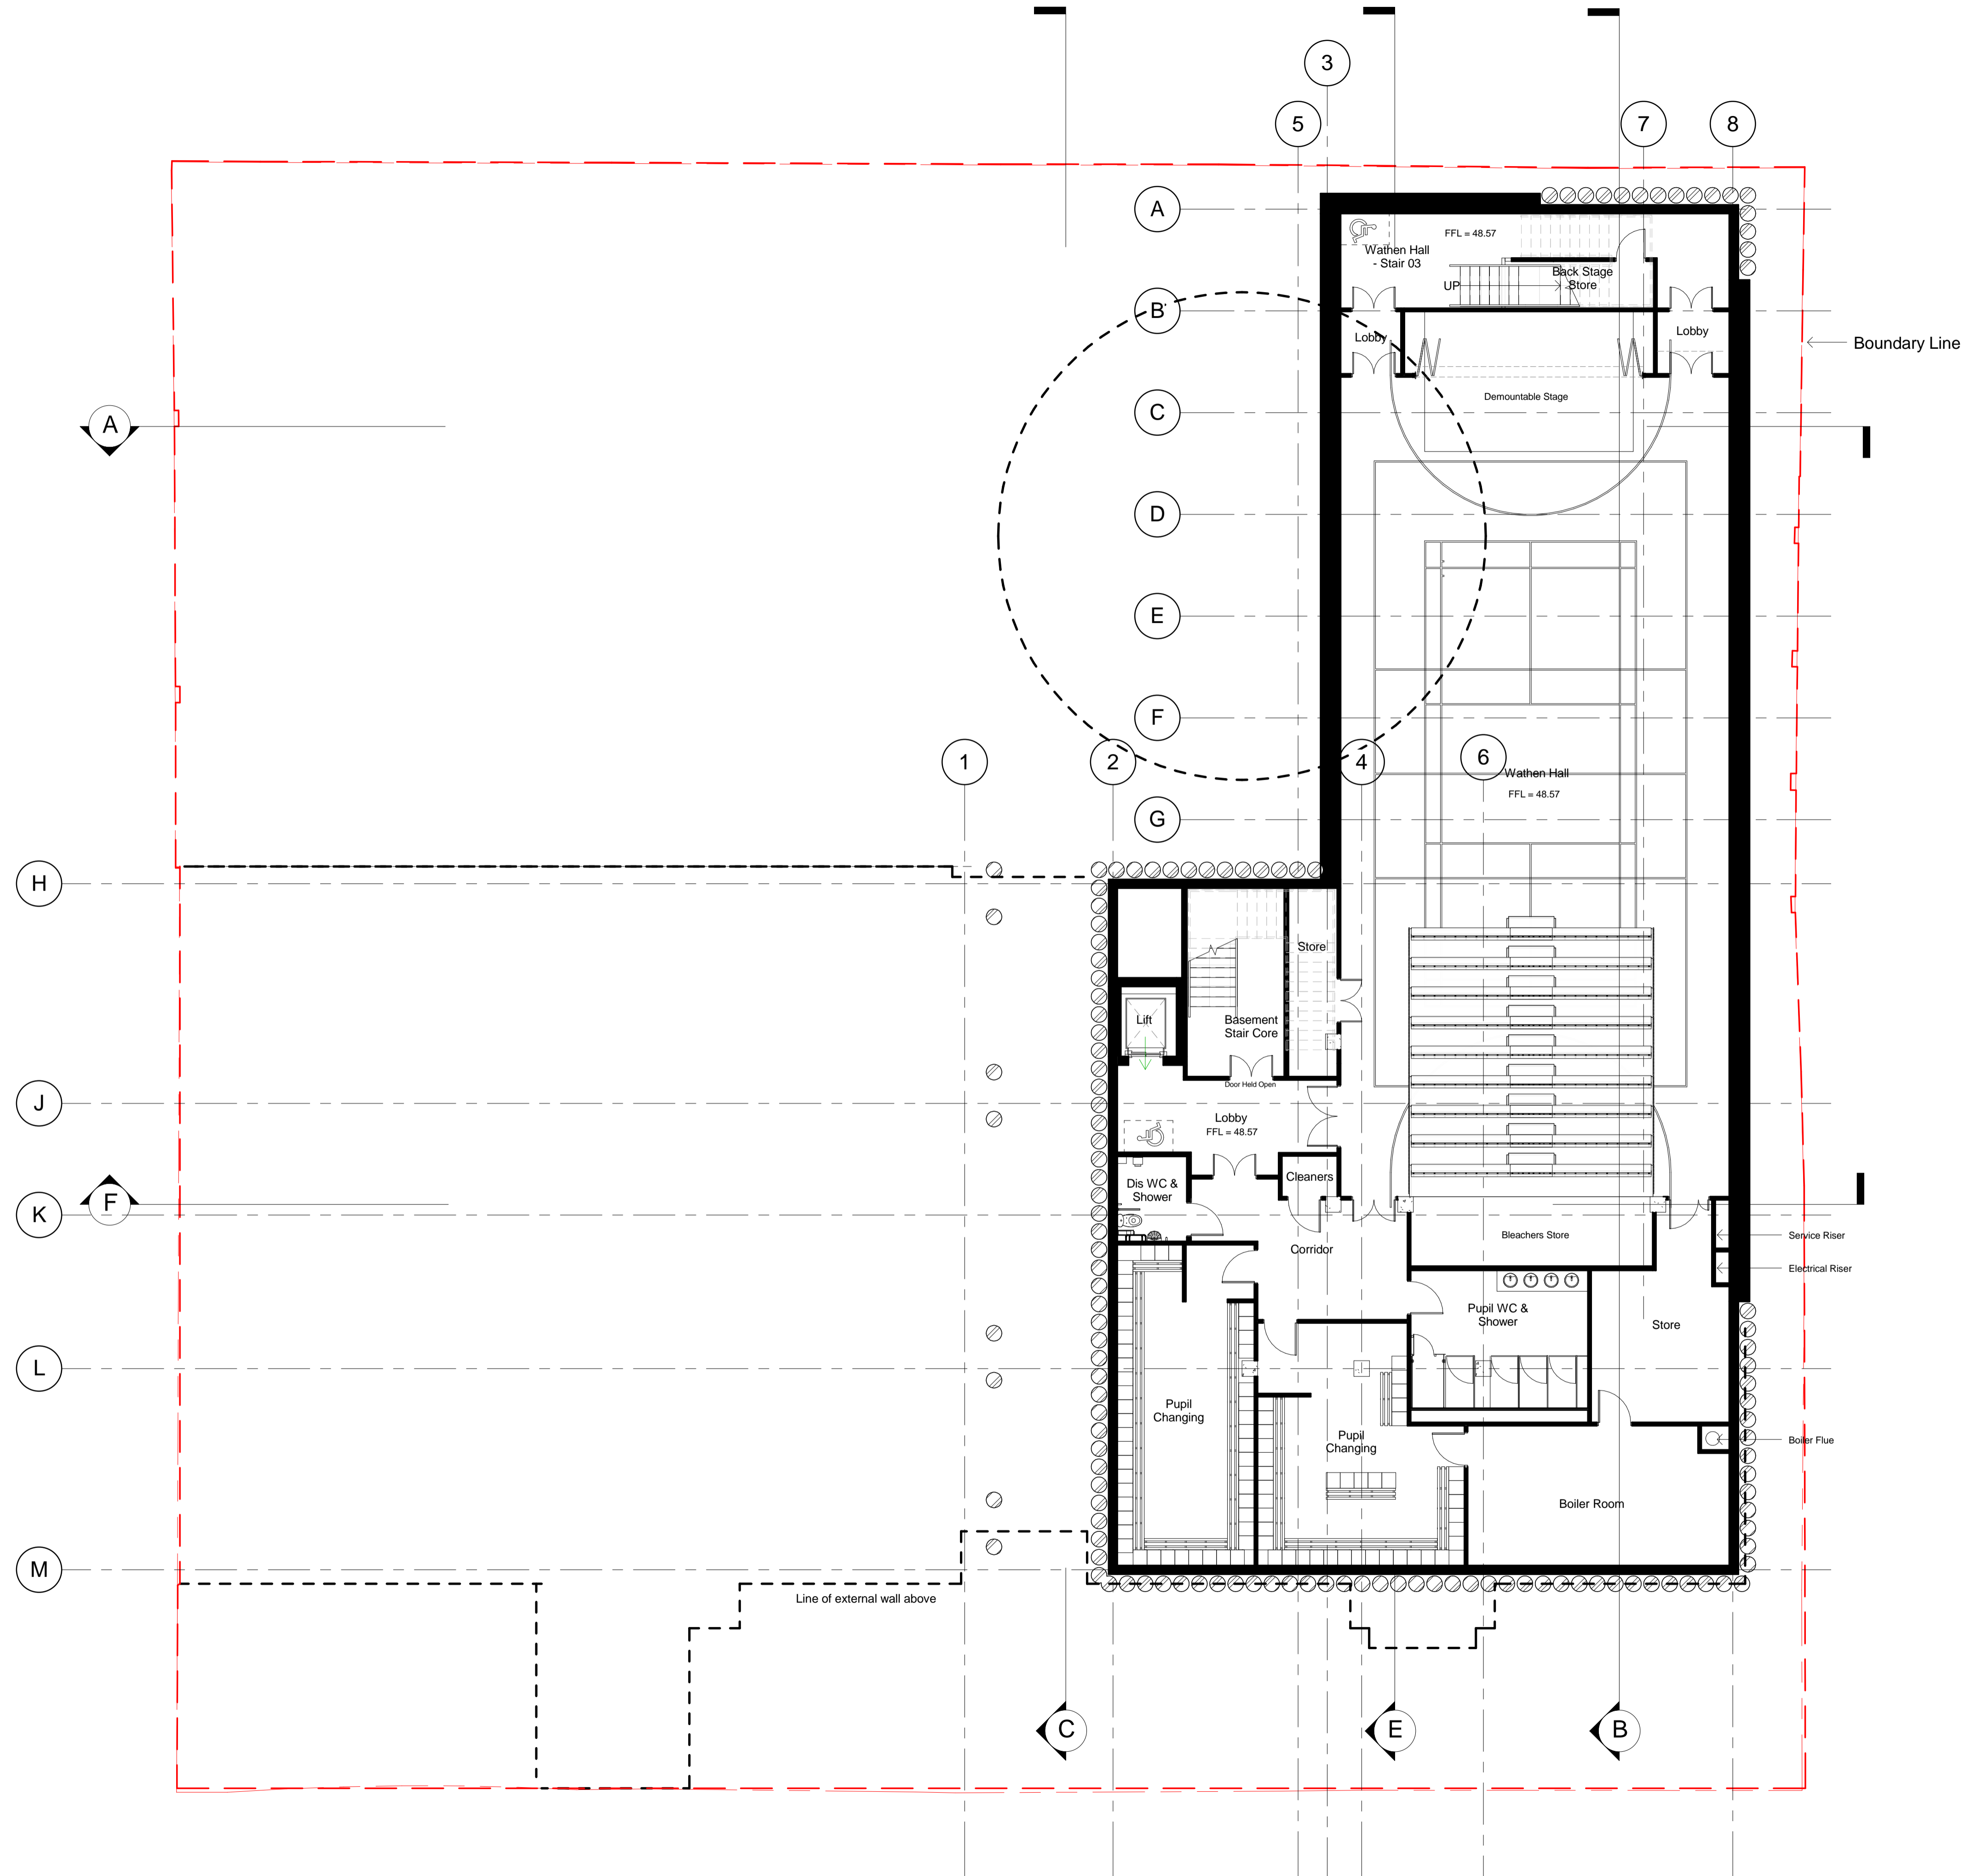 3
5
7
8
A
FFL = 48.57
Wathen Hall
- Stair 03
Back Stage
Store
UP
B
Lobby
Lobby
Boundary Line
Demountable Stage
C
A
D
E
F
1
2
4
6
Wathen Hall
FFL = 48.57
G
H
Store
Lift
Basement
Stair Core
Door Held Open
J
Lobby
FFL = 48.57
Cleaners
Dis WC &
Shower
F
K
Corridor
Bleachers Store
Service Riser
Electrical Riser
Pupil WC &
Shower
Store
L
Pupil
Changing
Pupil
Changing
Boiler Flue
Boiler Room
M
Line of external wall above
C
E
B